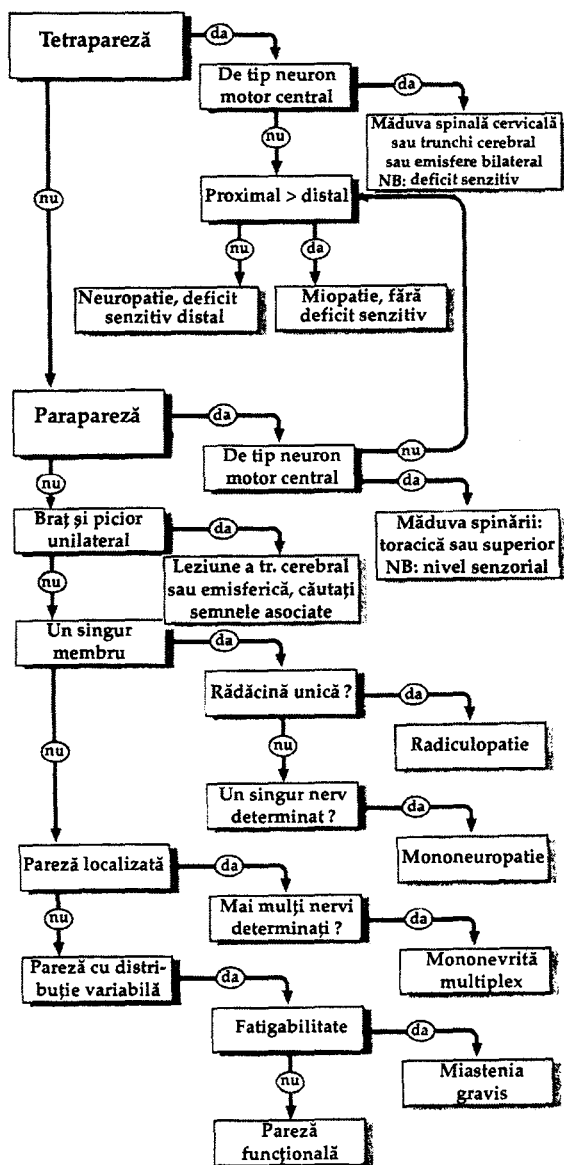 Tetrapareză
da
De tip neuron
motor central
da
Măduva spinală cervicală
sau trunchi cerebral
sau emisfere bilateral
NB: deficit senzitiv
nu
nu
Proximal > distal
nu
da
Neuropatie, deficit
senzitiv distal
Miopatie, fără
deficit senzitiv
Parapareză
da
De tip neuron
motor central
nu
da
nu
Măduva spinării:
toracică sau superior
NB: nivel senzorial
Braț și picior
unilateral
da
Leziune a tr. cerebral
sau emisferică, căutați
semnele asociate
nu
Un singur
membru
da
Rădăcină unică ?
da
Radiculopatie
nu
nu
Un singur nerv
determinat ?
da
Mononeuropatie
Pareză localizată
da
Mai mulți nervi
determinați ?
da
Mononevrită
multiplex
nu
Pareză cu distri-
buție variabilă
da
Fatigabilitate
da
Miastenia
gravis
nu
Pareză
funcțională